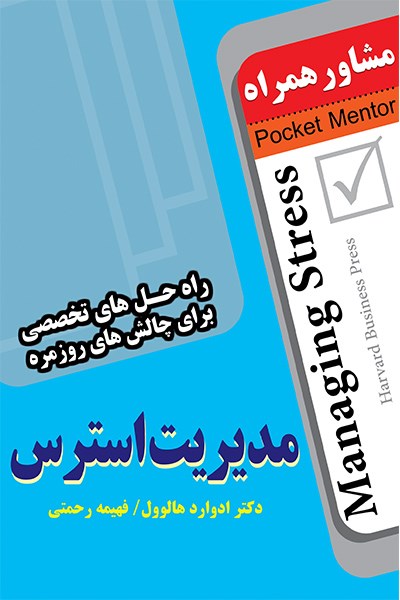 مشاور همراه
Pocket Mentor
Managing Stress
Harvard Business Press
راه حل های تخصصی
برای چالش های روزمره
مدیریت استرس
دکتر ادوارد هالوول/ فهیمه رحمتی